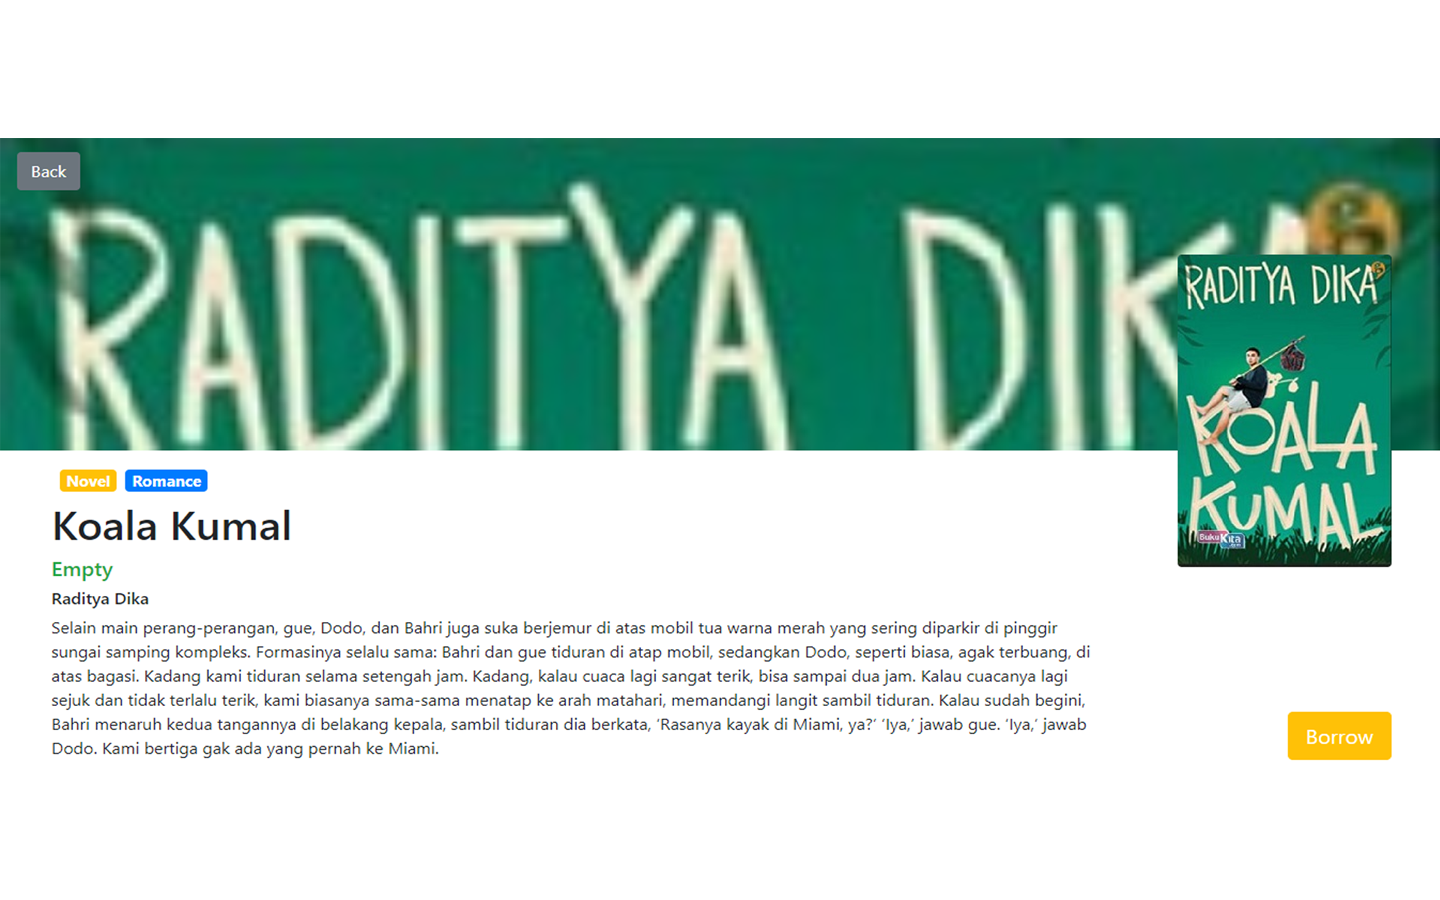 Back
RADITYA DIKA
RADITYA DIKA
KOALA
KUMAL
BukuKita
.com
Novel Romance
Koala Kumal
Empty
Raditya Dika
Selain main perang-perangan, gue, Dodo, dan Bahri juga suka berjemur di atas mobil tua warna merah yang sering diparkir di pinggir
sungai samping kompleks. Formasinya selalu sama: Bahri dan gue tiduran di atap mobil, sedangkan Dodo, seperti biasa, agak terbuang, di
atas bagasi. Kadang kami tiduran selama setengah jam. Kadang, kalau cuaca lagi sangat terik, bisa sampai dua jam. Kalau cuacanya lagi
sejuk dan tidak terlalu terik, kami biasanya sama-sama menatap ke arah matahari, memandangi langit sambil tiduran. Kalau sudah begini,
Bahri menaruh kedua tangannya di belakang kepala, sambil tiduran dia berkata, ‘Rasanya kayak di Miami, ya?’ ‘Iya,’ jawab gue. ‘Iya,’ jawab
Dodo. Kami bertiga gak ada yang pernah ke Miami.
Borrow